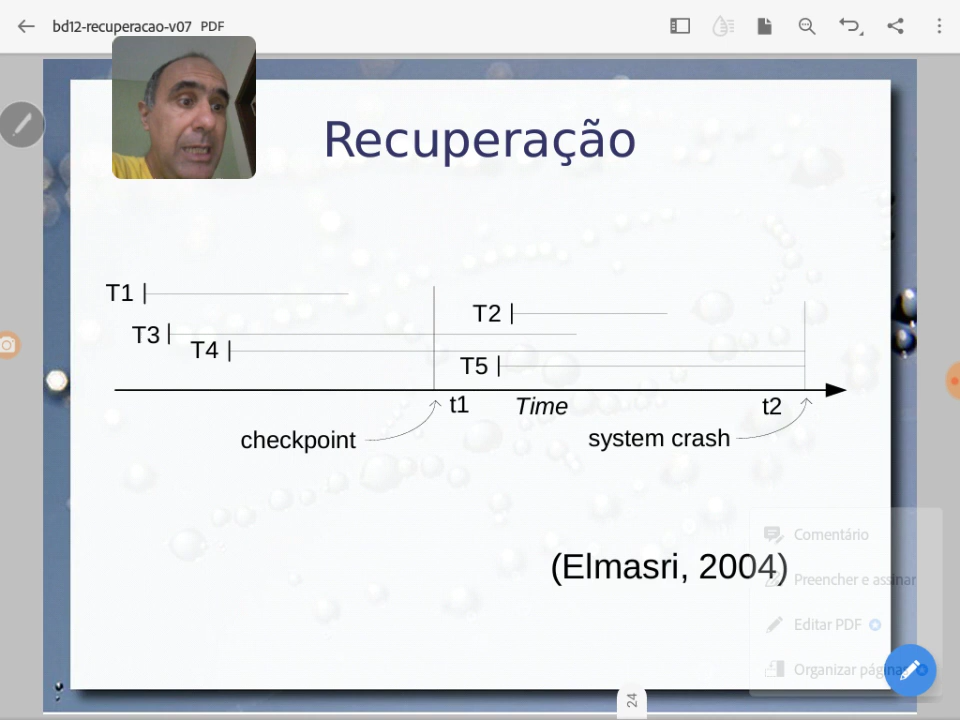 bd12-recuperacao-v07 PDF
Recuperação
T1
T2
T3
T4
T5
t1 Time t2
checkpoint system crash
(Elmasri, 2004)
Comentário
Preencher e assinar
Editar PDF
Organizar páginas
24